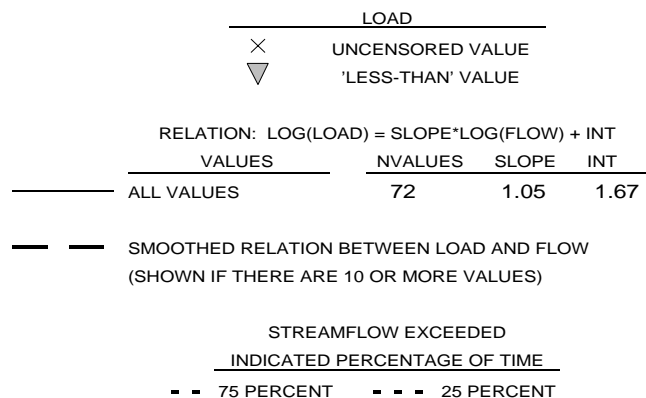 LOAD
UNCENSORED VALUE
'LESS-THAN' VALUE
RELATION: LOG(LOAD) = SLOPE*LOG(FLOW) + INT
VALUES NVALUES SLOPE INT
ALL VALUES 72 1.05 1.67
SMOOTHED RELATION BETWEEN LOAD AND FLOW
(SHOWN IF THERE ARE 10 OR MORE VALUES)
STREAMFLOW EXCEEDED
INDICATED PERCENTAGE OF TIME
75 PERCENT 25 PERCENT